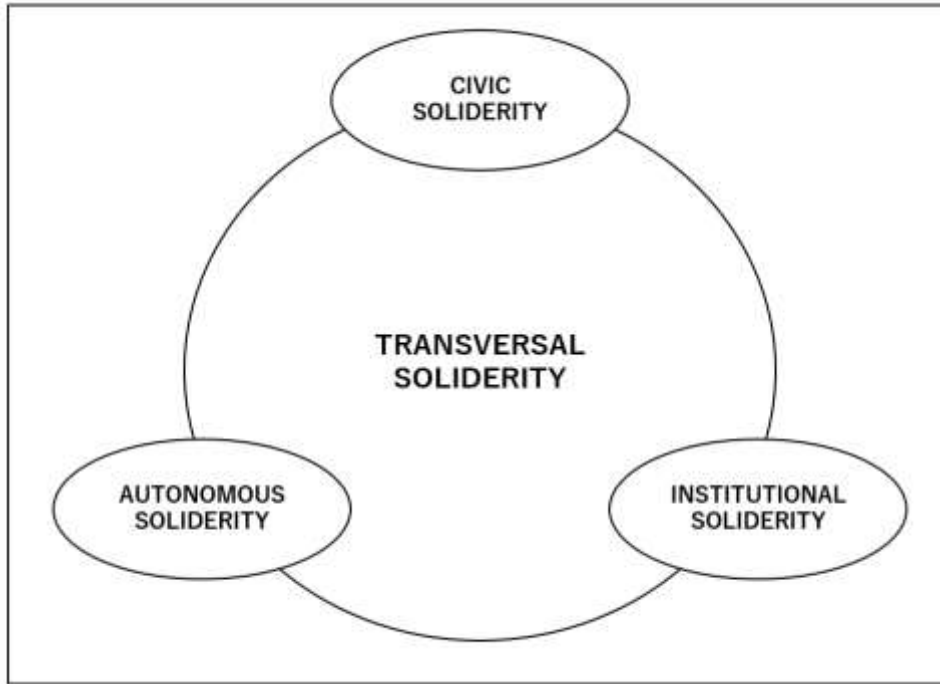 CIVIC
SOLIDERITY
TRANSVERSAL
SOLIDERITY
AUTONOMOUS
SOLIDERITY
INSTITUTIONAL
SOLIDERITY